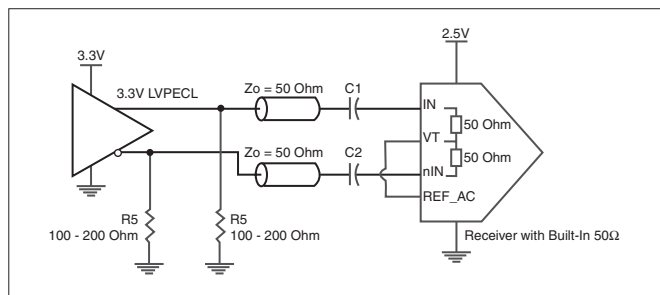 3.3V
3.3V LVPECL
Zo = 50 Ohm
C1
2.5V
IN
50 Ohm
VT
50 Ohm
Zo = 50 Ohm
C2
nIN
REF_AC
R5
100 - 200 Ohm
R5
100 - 200 Ohm
Receiver with Built-In 50Ω